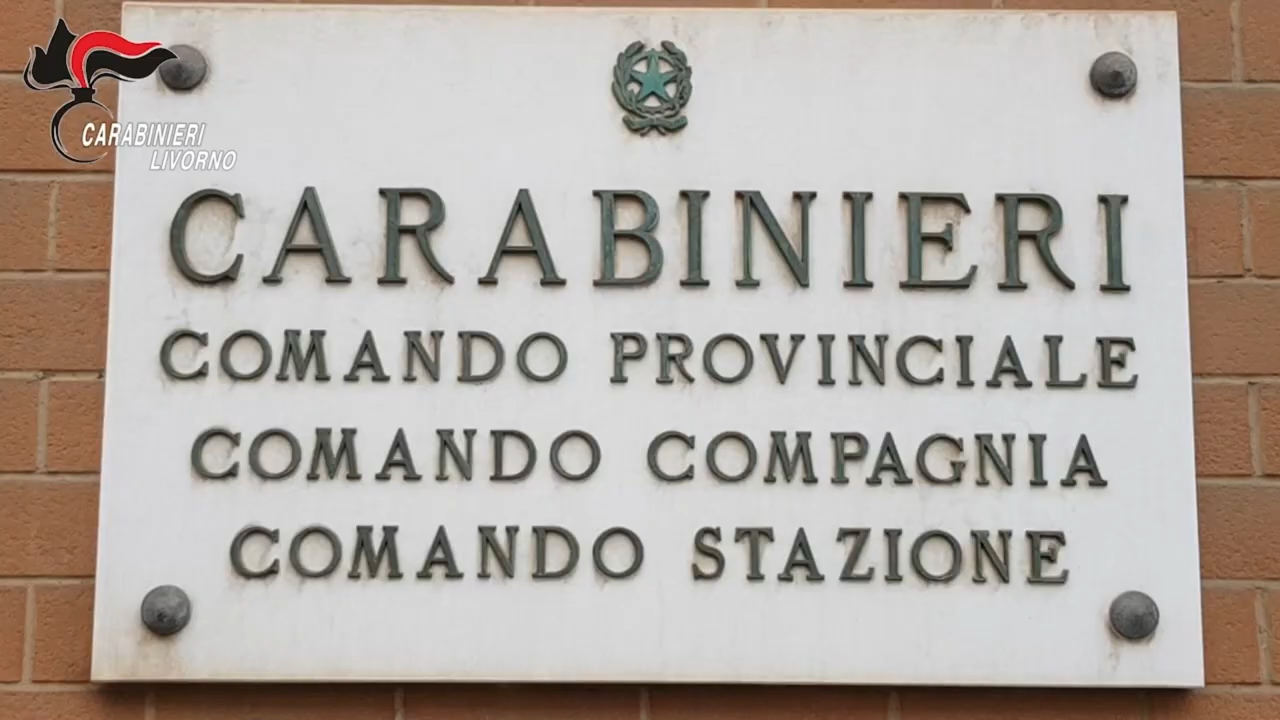 CARABINIERI
LIVORNO
CARABINIERI
COMANDO PROVINCIALE
COMANDO COMPAGNIA
COMANDO STAZIONE